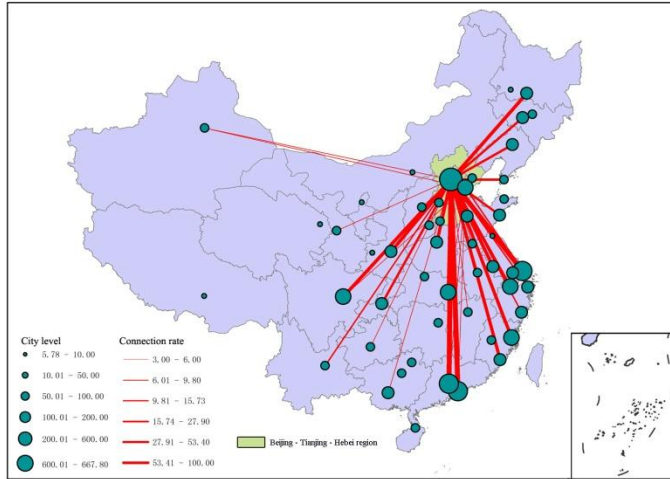 City level
5.78 - 10.00
10.01 - 50.00
50.01 - 100.00
100.01 - 200.00
200.01 - 600.00
600.01 - 667.80
Connection rate
3.00 - 6.00
6.01 - 9.80
9.81 - 15.73
15.74 - 27.90
27.91 - 53.40
53.41 - 100.00
Beijing - Tianjing - Hebei region